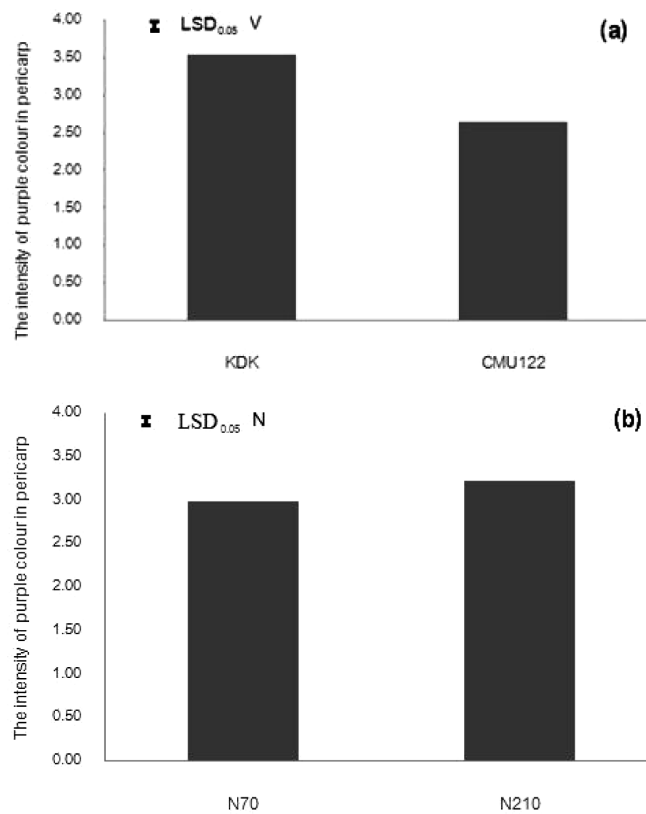 4.00
LSD0.05 V
(a)
3.50
3.00
2.50
2.00
1.50
1.00
0.50
0.00
The intensity of purple colour in pericarp
KDK
CMU122
4.00
LSD0.05 N
(b)
3.50
3.00
2.50
2.00
1.50
1.00
0.50
0.00
The intensity of purple colour in pericarp
N70
N210